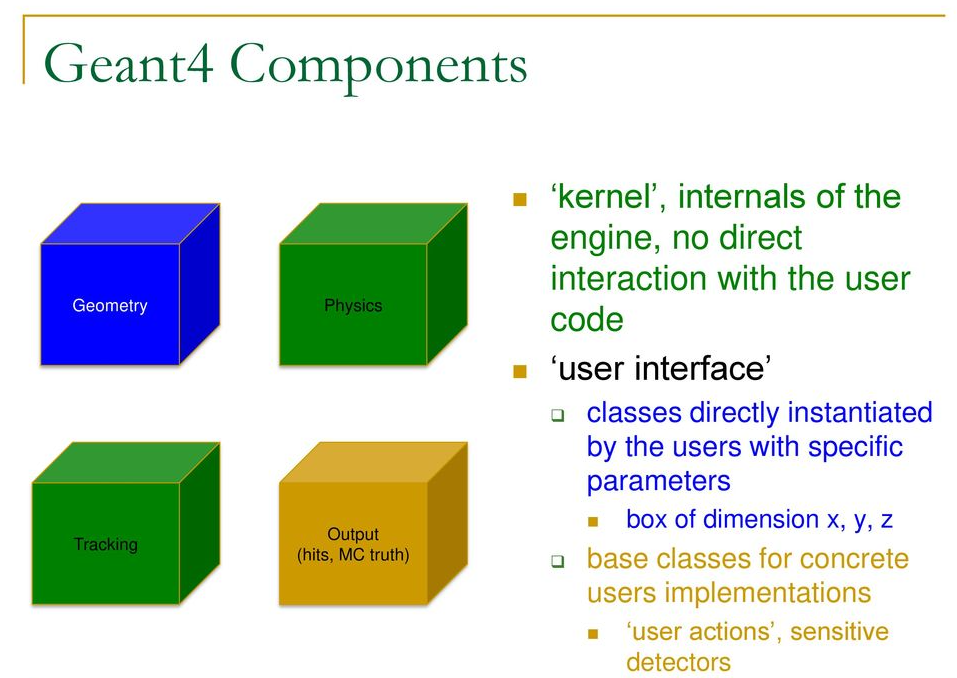 Geant4 Components
Geometry
Physics
Tracking
Output
(hits, MC truth)
‘kernel’, internals of the
engine, no direct
interaction with the user
code
‘user interface’
classes directly instantiated
by the users with specific
parameters
box of dimension x, y, z
base classes for concrete
users implementations
‘user actions’, sensitive
detectors